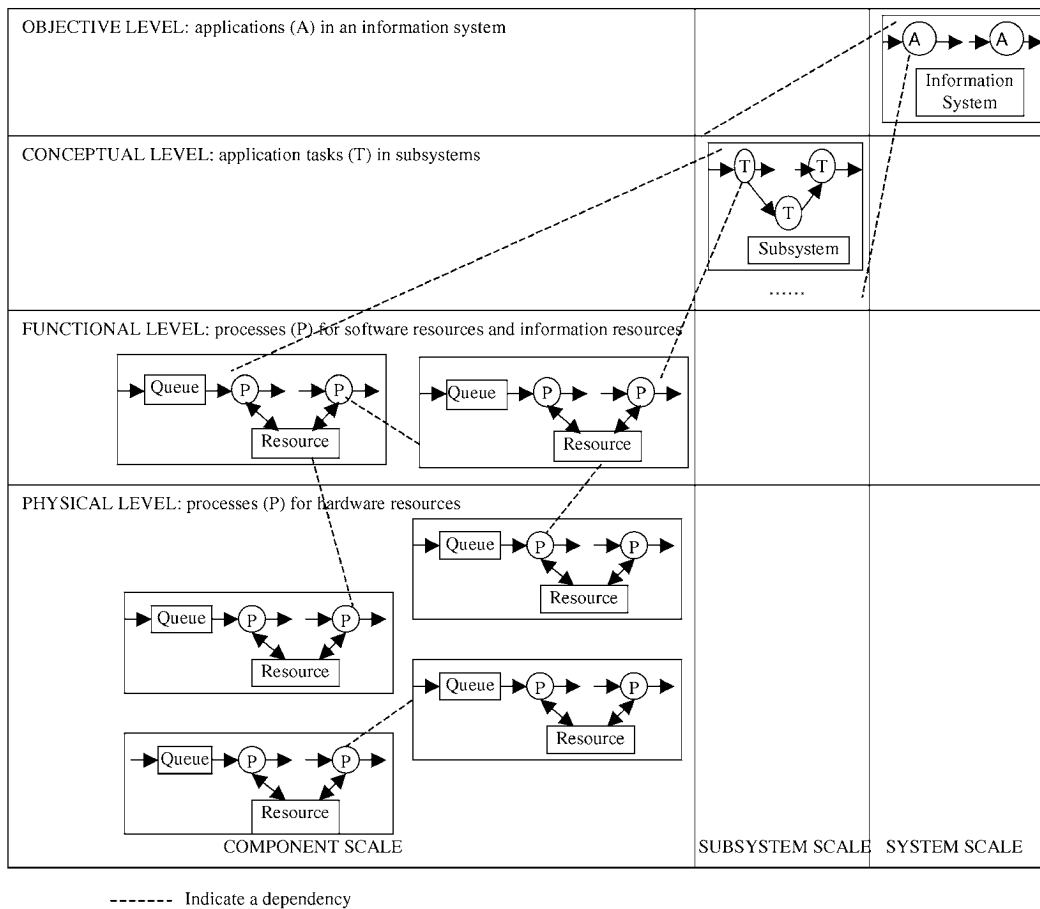 OBJECTIVE LEVEL: applications (A) in an information system
A
A
Information
System
CONCEPTUAL LEVEL: application tasks (T) in subsystems
T
T
T
Subsystem
......
FUNCTIONAL LEVEL: processes (P) for software resources and information resources
Queue
P
P
Resource
Queue
P
P
Resource
PHYSICAL LEVEL: processes (P) for hardware resources
Queue
P
P
Resource
Queue
P
P
Resource
Queue
P
P
Resource
Queue
P
P
Resource
COMPONENT SCALE
SUBSYSTEM SCALE
SYSTEM SCALE
Indicate a dependency